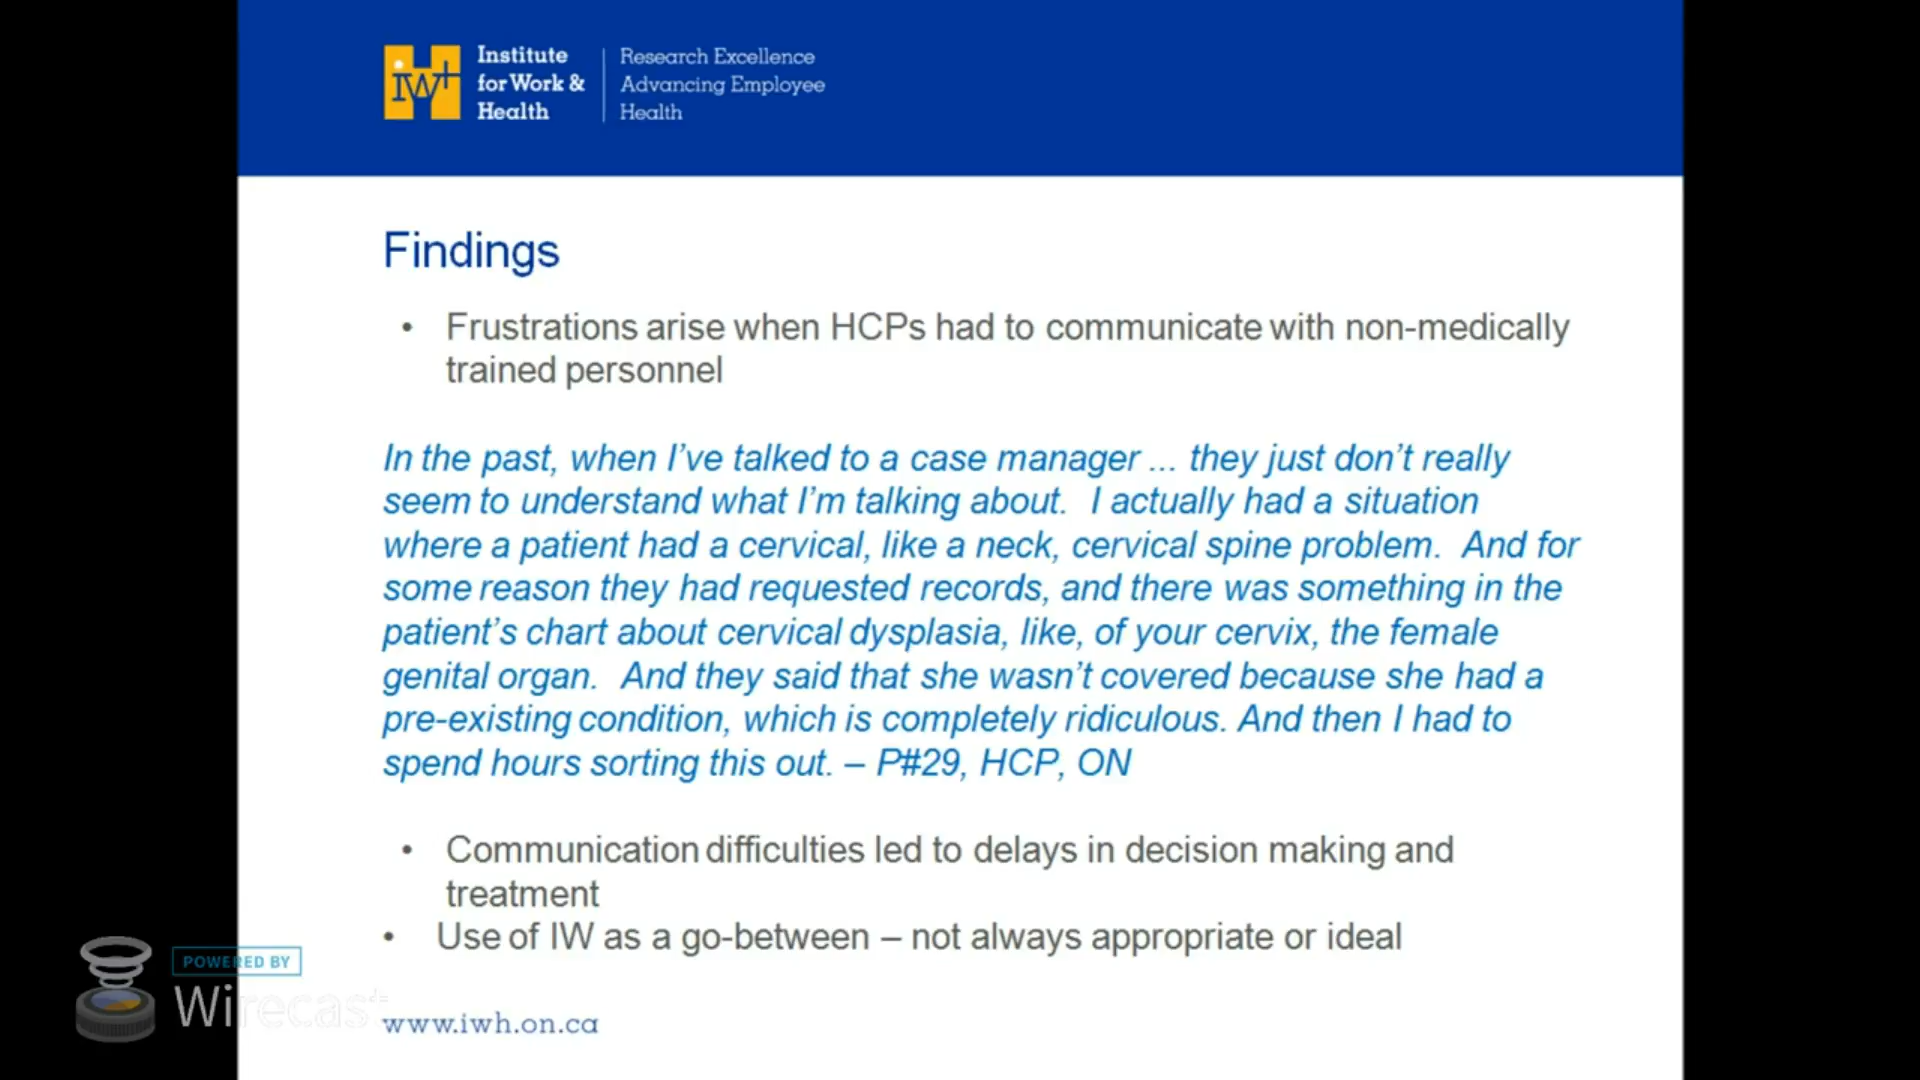 iw+
Institute
for Work &
Health
Research Excellence
Advancing Employee
Health
Findings
• Frustrations arise when HCPs had to communicate with non-medically
trained personnel
In the past, when I've talked to a case manager ... they just don't really
seem to understand what I'm talking about. I actually had a situation
where a patient had a cervical, like a neck, cervical spine problem. And for
some reason they had requested records, and there was something in the
patient's chart about cervical dysplasia, like, of your cervix, the female
genital organ. And they said that she wasn't covered because she had a
pre-existing condition, which is completely ridiculous. And then I had to
spend hours sorting this out. – P#29, HCP, ON
• Communication difficulties led to delays in decision making and
treatment
• Use of IW as a go-between – not always appropriate or ideal
POWERED BY
Wirecast
www.iwh.on.ca